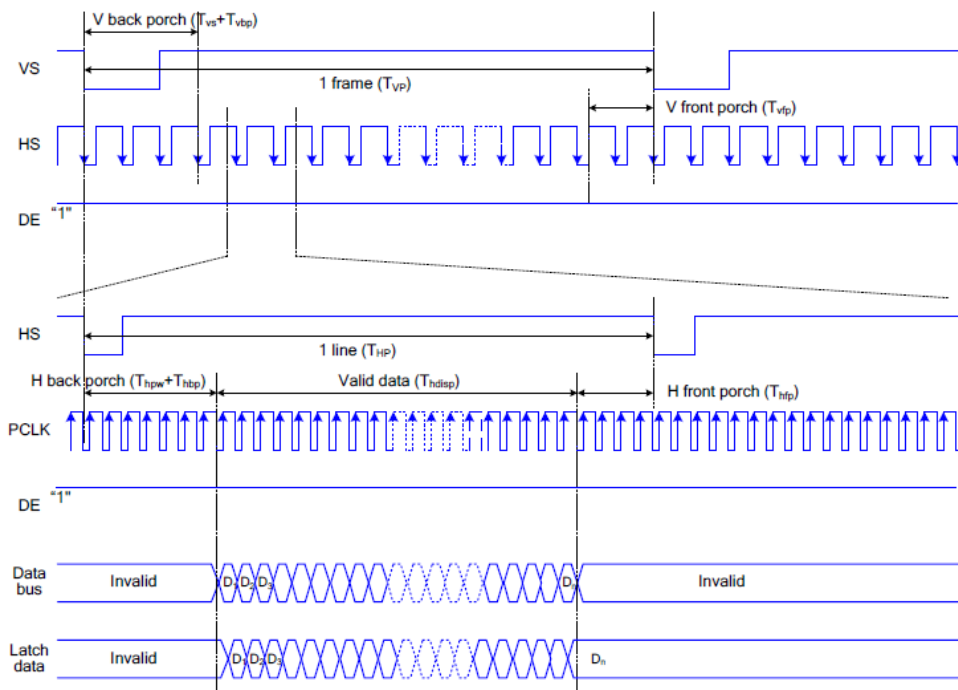 V back porch (Tvs+Tvbp)
VS
1 frame (TVP)
V front porch (Tvfp)
HS
DE "1"
HS
1 line (THP)
H back porch (Thpw+Thbp)
Valid data (Thdisp)
H front porch (Thfp)
PCLK
DE "1"
Data
bus
Invalid
D1 D2 D3
Dn
Invalid
Latch
data
Invalid
D1 D2 D3
Dn